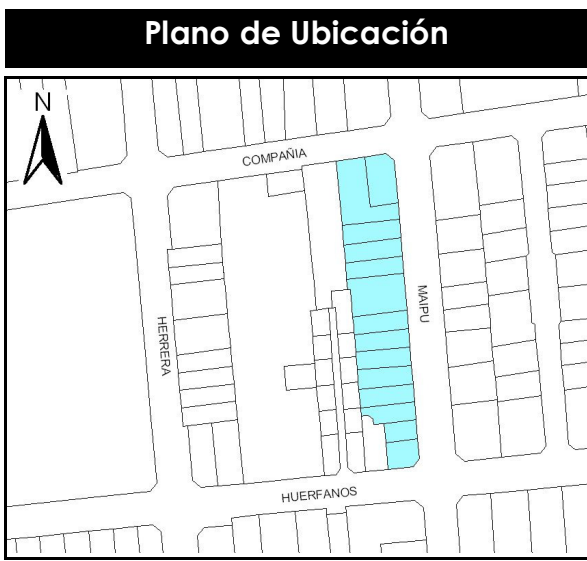 Plano de Ubicación
N
COMPAÑIA
MAIPU
HERRERA
HUERFANOS